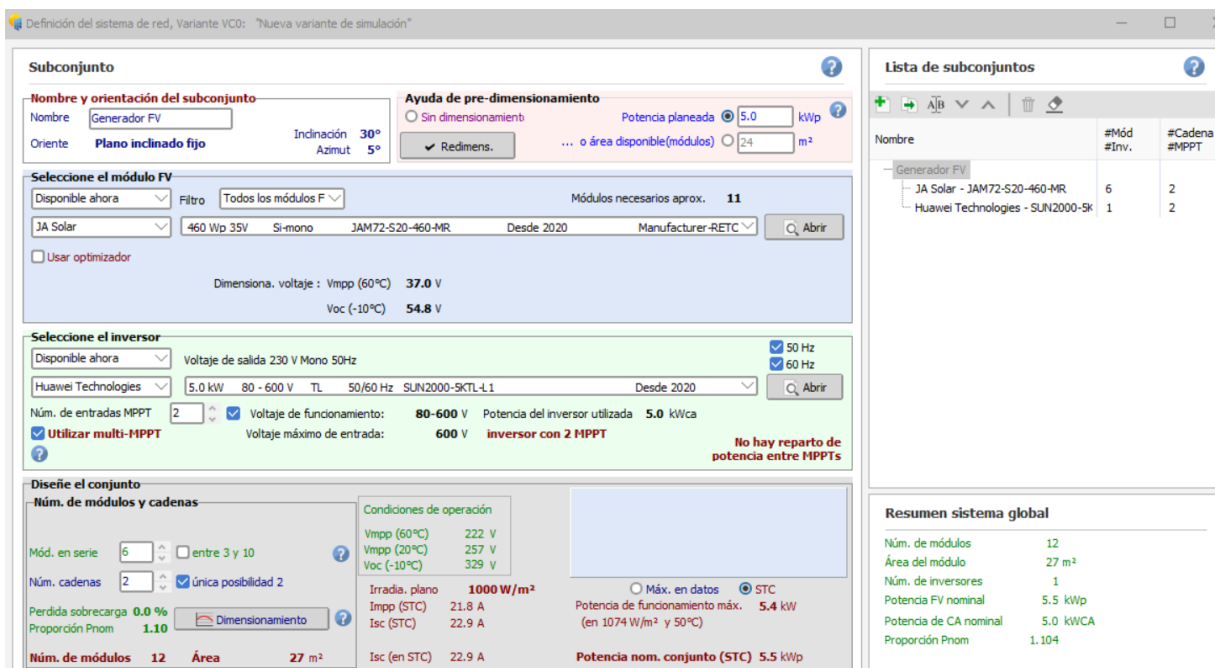 Definición del sistema de red, Variante VC0:   "Nueva variante de simulación"
Subconjunto
Nombre y orientación del subconjunto
Nombre Generador FV
Oriente Plano inclinado fijo
Inclinación 30°
Azimut 5°
Ayuda de pre-dimensionamiento
Sin dimensionamient
Potencia planeada 5.0 kWp
Redimens.
... o área disponible(módulos) 24 m²
Seleccione el módulo FV
Disponible ahora Filtro Todos los módulos F Módulos necesarios aprox. 11
JA Solar 460 Wp 35V Si-mono JAM72-S20-460-MR Desde 2020 Manufacturer-RETC Abrir
Usar optimizador
Dimensiona. voltaje : Vmpp (60°C) 37.0 V
Voc (-10°C) 54.8 V
Seleccione el inversor
Disponible ahora Voltaje de salida 230 V Mono 50Hz
50 Hz
60 Hz
Huawei Technologies 5.0 kW 80 - 600 V TL 50/60 Hz SUN2000-5KTL-L1 Desde 2020 Abrir
Núm. de entradas MPPT 2 Voltaje de funcionamiento: 80-600 V Potencia del inversor utilizada 5.0 kWca
Utilizar multi-MPPT Voltaje máximo de entrada: 600 V inversor con 2 MPPT
No hay reparto de
potencia entre MPPTs
Diseñe el conjunto
Núm. de módulos y cadenas
Mód. en serie 6 entre 3 y 10
Núm. cadenas 2 única posibilidad 2
Perdida sobrecarga 0.0 %
Proporción Pnom 1.10
Dimensionamiento
Núm. de módulos 12 Área 27 m²
Condiciones de operación
Vmpp (60°C) 222 V
Vmpp (20°C) 257 V
Voc (-10°C) 329 V
Irradia. plano 1000 W/m²
Impp (STC) 21.8 A
Isc (STC) 22.9 A
Isc (en STC) 22.9 A
Máx. en datos STC
Potencia de funcionamiento máx. 5.4 kW
(en 1074 W/m² y 50°C)
Potencia nom. conjunto (STC) 5.5 kWp
Lista de subconjuntos
Nombre
#Mód #Cadena
#Inv. #MPPT
Generador FV
JA Solar - JAM72-S20-460-MR 6 2
Huawei Technologies - SUN2000-5K 1 2
Resumen sistema global
Núm. de módulos 12
Área del módulo 27 m²
Núm. de inversores 1
Potencia FV nominal 5.5 kWp
Potencia de CA nominal 5.0 kWCA
Proporción Pnom 1.104